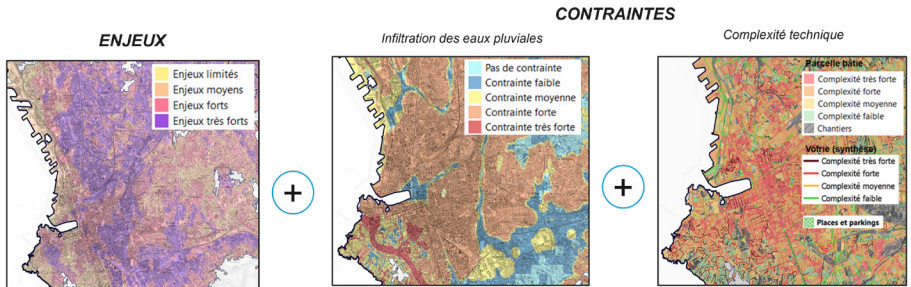 CONTRAINTES
ENJEUX
Infiltration des eaux pluviales
Complexité technique
Enjeux limités
Enjeux moyens
Enjeux forts
Enjeux très forts
+
Pas de contrainte
Contrainte faible
Contrainte moyenne
Contrainte forte
Contrainte très forte
+
Parcelle bâtie
Complexité très forte
Complexité forte
Complexité moyenne
Complexité faible
Chantiers
Voirie (synthèse)
Complexité très forte
Complexité forte
Complexité moyenne
Complexité faible
Places et parkings